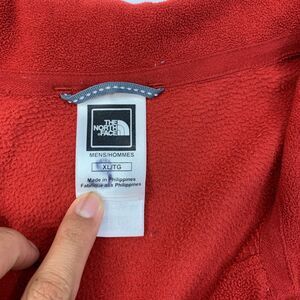 THE
NORTH
FACE
MENS/HOMMES
XL/TG
Made in Philippines
Fabriqué aux Philippines